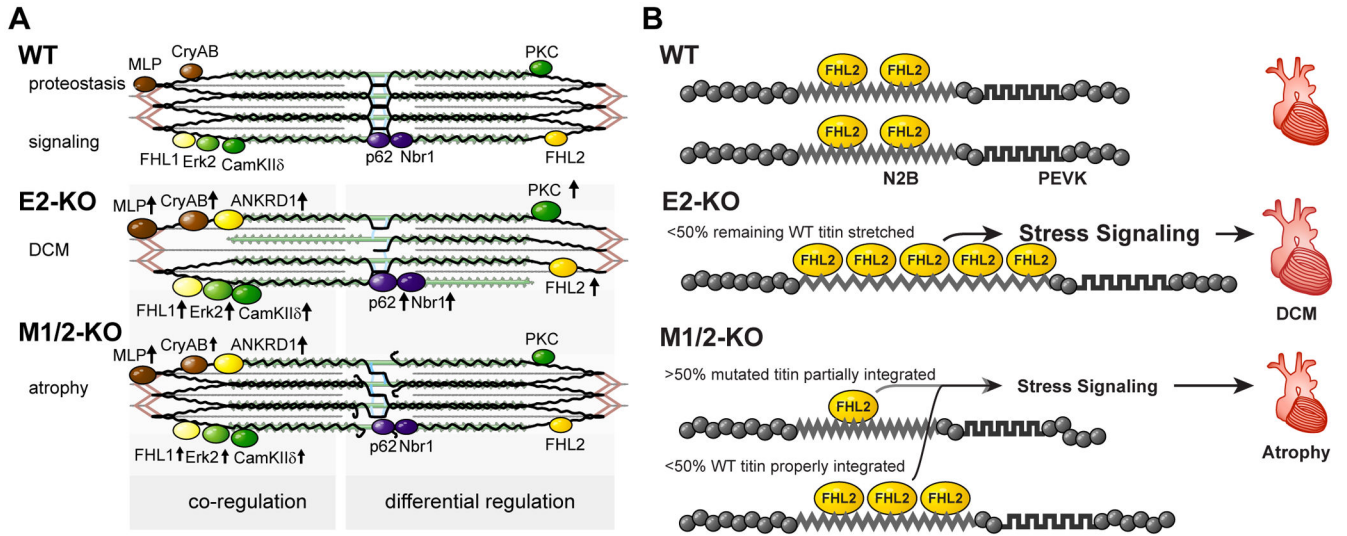 A
WT
proteostasis
signaling
MLP
CryAB
PKC
FHL1 Erk2 CamKIIδ
p62 Nbr1
FHL2
E2-KO
DCM
MLP↑ CryAB↑ ANKRD1↑
PKC ↑
FHL1↑ Erk2↑ CamKIIδ↑
p62↑ Nbr1↑
FHL2↑
M1/2-KO
atrophy
MLP↑ CryAB↑ ANKRD1↑
PKC
FHL1↑ Erk2↑ CamKIIδ↑
p62 Nbr1
FHL2
co-regulation
differential regulation
B
WT
FHL2 FHL2
FHL2 FHL2
N2B PEVK
E2-KO
<50% remaining WT titin stretched
Stress Signaling
FHL2 FHL2 FHL2 FHL2 FHL2
DCM
M1/2-KO
>50% mutated titin partially integrated
Stress Signaling
FHL2
Atrophy
<50% WT titin properly integrated
FHL2 FHL2 FHL2